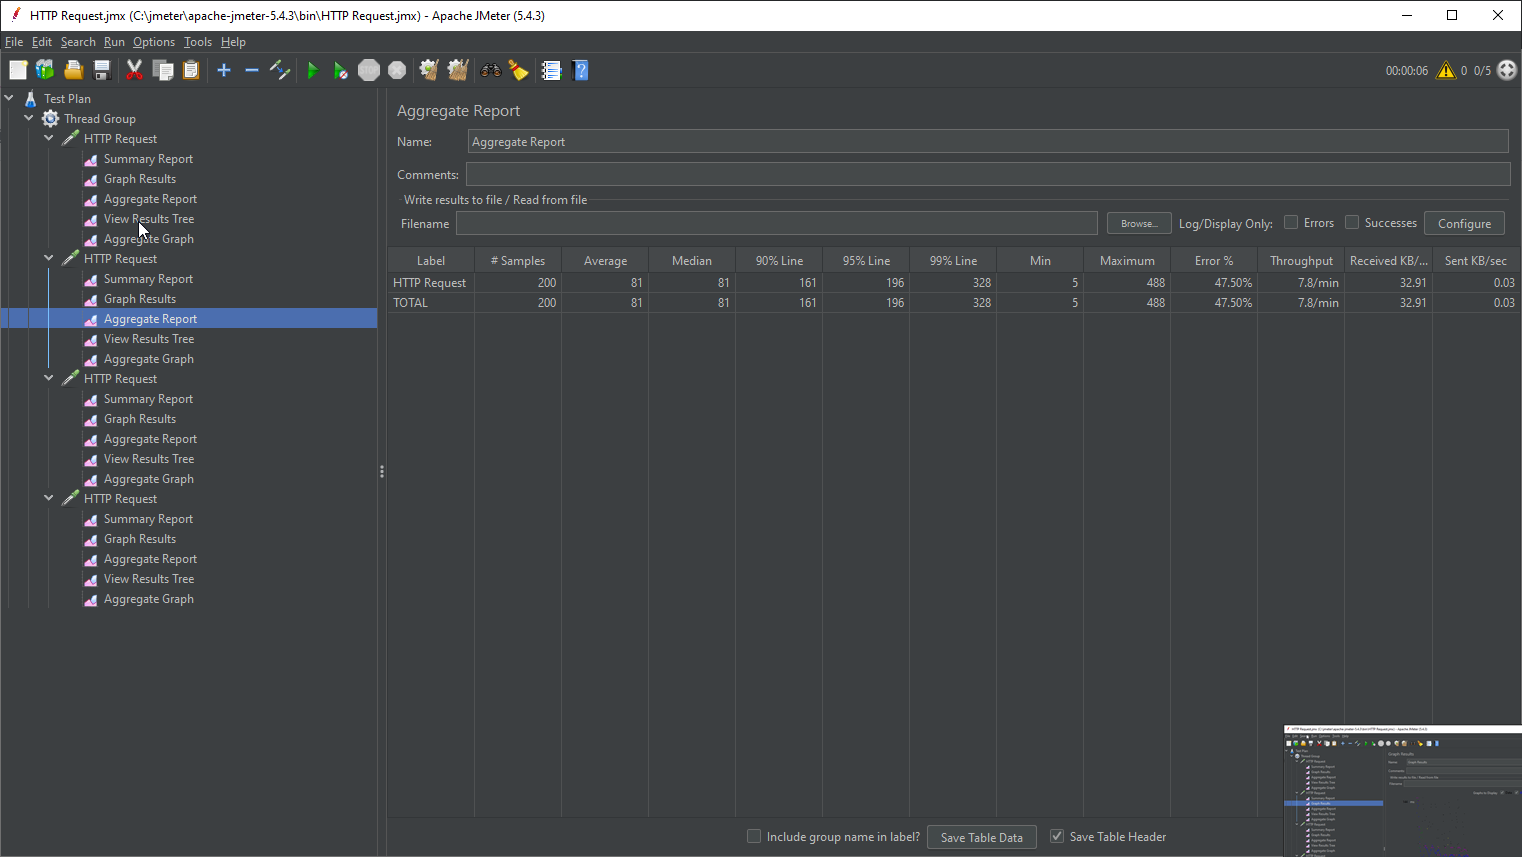 HTTP Request.jmx (C:\jmeter\apache-jmeter-5.4.3\bin\HTTP Request.jmx) - Apache JMeter (5.4.3)
File Edit Search Run Options Tools Help
STOP 00:00:06 0 0/5
Test Plan
Thread Group
HTTP Request
Summary Report
Graph Results
Aggregate Report
View Results Tree
Aggregate Graph
HTTP Request
Summary Report
Graph Results
Aggregate Report
View Results Tree
Aggregate Graph
HTTP Request
Summary Report
Graph Results
Aggregate Report
View Results Tree
Aggregate Graph
HTTP Request
Summary Report
Graph Results
Aggregate Report
View Results Tree
Aggregate Graph
Aggregate Report
Name: Aggregate Report
Comments:
Write results to file / Read from file
Filename Browse... Log/Display Only: Errors Successes Configure
Label # Samples Average Median 90% Line 95% Line 99% Line Min Maximum Error % Throughput Received KB/... Sent KB/sec
HTTP Request 200 81 81 161 196 328 5 488 47.50% 7.8/min 32.91 0.03
TOTAL 200 81 81 161 196 328 5 488 47.50% 7.8/min 32.91 0.03
Include group name in label? Save Table Data Save Table Header